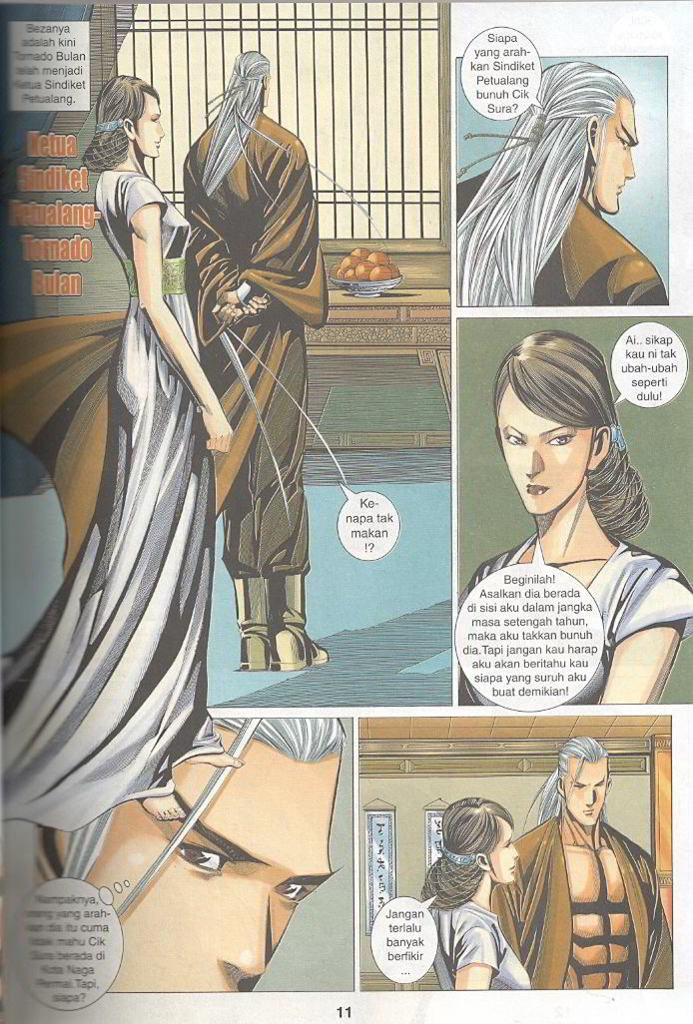 Bezanya
adalah kini
Tornado Bulan
telah menjadi
Ketua Sindiket
Petualang.
Ketua
Sindiket
Petualang-
Tornado
Bulan
Ke-
napa tak
makan
!?
Siapa
yang arah-
kan Sindiket
Petualang
bunuh Cik
Sura?
Ai.. sikap
kau ni tak
ubah-ubah
seperti
dulu!
Beginilah!
Asalkan dia berada
di sisi aku dalam jangka
masa setengah tahun,
maka aku takkan bunuh
dia.Tapi jangan kau harap
aku akan beritahu kau
siapa yang suruh aku
buat demikian!
Nampaknya,
orang yang arah-
kan dia itu cuma
tidak mahu Cik
Sura berada di
Kota Naga
Permai.Tapi,
siapa?
Jangan
terlalu
banyak
berfikir
...
11